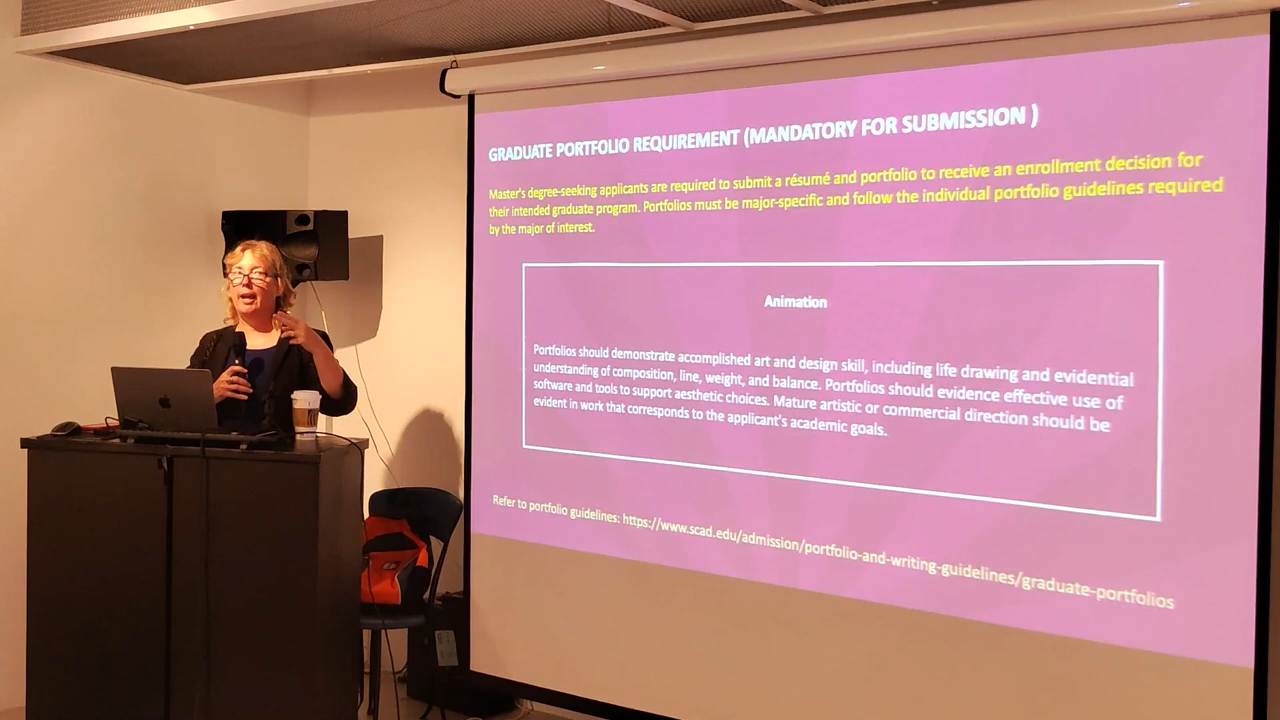 GRADUATE PORTFOLIO REQUIREMENT (MANDATORY FOR SUBMISSION )
Master's degree-seeking applicants are required to submit a résumé and portfolio to receive an enrollment decision for
their intended graduate program. Portfolios must be major-specific and follow the individual portfolio guidelines required
by the major of interest.
Animation
Portfolios should demonstrate accomplished art and design skill, including life drawing and evidential
understanding of composition, line, weight, and balance. Portfolios should evidence effective use of
software and tools to support aesthetic choices. Mature artistic or commercial direction should be
evident in work that corresponds to the applicant's academic goals.
Refer to portfolio guidelines: https://www.scad.edu/admission/portfolio-and-writing-guidelines/graduate-portfolios